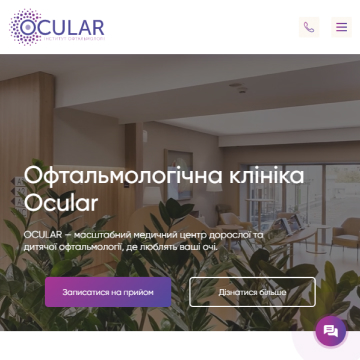 OCULAR
Офтальмологічна клініка
Ocular
OCULAR – масштабний медичний центр дорослої та
дитячої офтальмології, де люблять ваші очі.
Записатися на прийом
Дізнатися більше